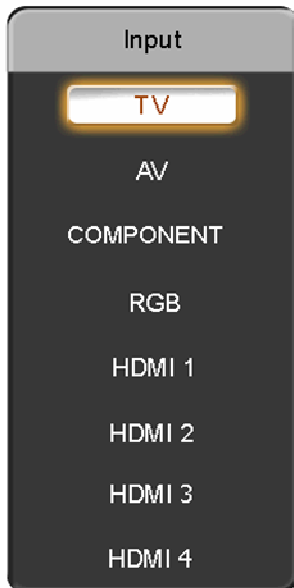 Input
TV
AV
COMPONENT
RGB
HDMI 1
HDMI 2
HDMI 3
HDMI 4